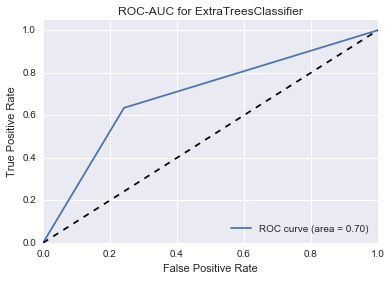 ROC-AUC for ExtraTreesClassifier
True Positive Rate
1.0
0.8
0.6
0.4
0.2
0.0
ROC curve (area = 0.70)
0.0 0.2 0.4 0.6 0.8 1.0
False Positive Rate